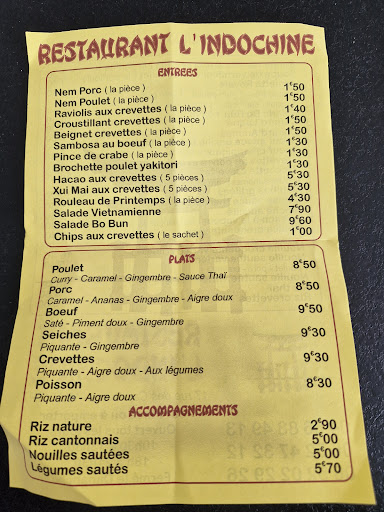 RESTAURANT L'INDOCHINE
ENTREES
Nem Porc ( la pièce ) 1€50
Nem Poulet ( la pièce ) 1€50
Raviolis aux crevettes ( la pièce ) 1€40
Croustillant crevettes ( la pièce ) 1€50
Beignet crevettes ( la pièce ) 1€50
Sambosa au boeuf ( la pièce ) 1€30
Pince de crabe ( la pièce ) 1€30
Brochette poulet yakitori 1€30
Hacao aux crevettes ( 5 pièces ) 5€30
Xui Mai aux crevettes ( 5 pièces ) 5€30
Rouleau de Printemps ( la pièce ) 4€30
Salade Vietnamienne 7€90
Salade Bo Bun 9€60
Chips aux crevettes ( le sachet ) 1€00
PLATS
Poulet 8€50
Curry - Caramel - Gingembre - Sauce Thaï
Porc 8€50
Caramel - Ananas - Gingembre - Aigre doux
Boeuf 9€50
Saté - Piment doux - Gingembre
Seiches 9€30
Piquante - Gingembre
Crevettes 9€30
Piquante - Aigre doux - Aux légumes
Poisson 8€30
Piquante - Aigre doux
ACCOMPAGNEMENTS
Riz nature 2€90
Riz cantonnais 5€00
Nouilles sautées 5€00
Légumes sautés 5€70